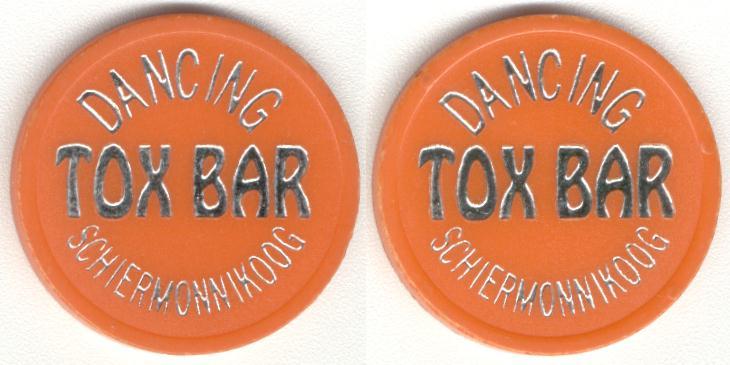 DANCING
TOX BAR
SCHIERMONNIKOOG
DANCING
TOX BAR
SCHIERMONNIKOOG